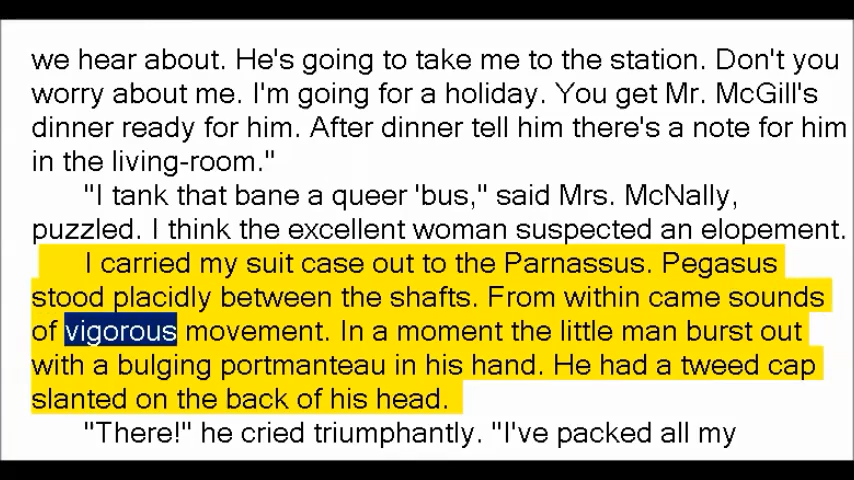 we hear about. He's going to take me to the station. Don't you
worry about me. I'm going for a holiday. You get Mr. McGill's
dinner ready for him. After dinner tell him there's a note for him
in the living-room."
"I tank that bane a queer 'bus," said Mrs. McNally,
puzzled. I think the excellent woman suspected an elopement.
I carried my suit case out to the Parnassus. Pegasus
stood placidly between the shafts. From within came sounds
of vigorous movement. In a moment the little man burst out
with a bulging portmanteau in his hand. He had a tweed cap
slanted on the back of his head.
"There!" he cried triumphantly. "I've packed all my